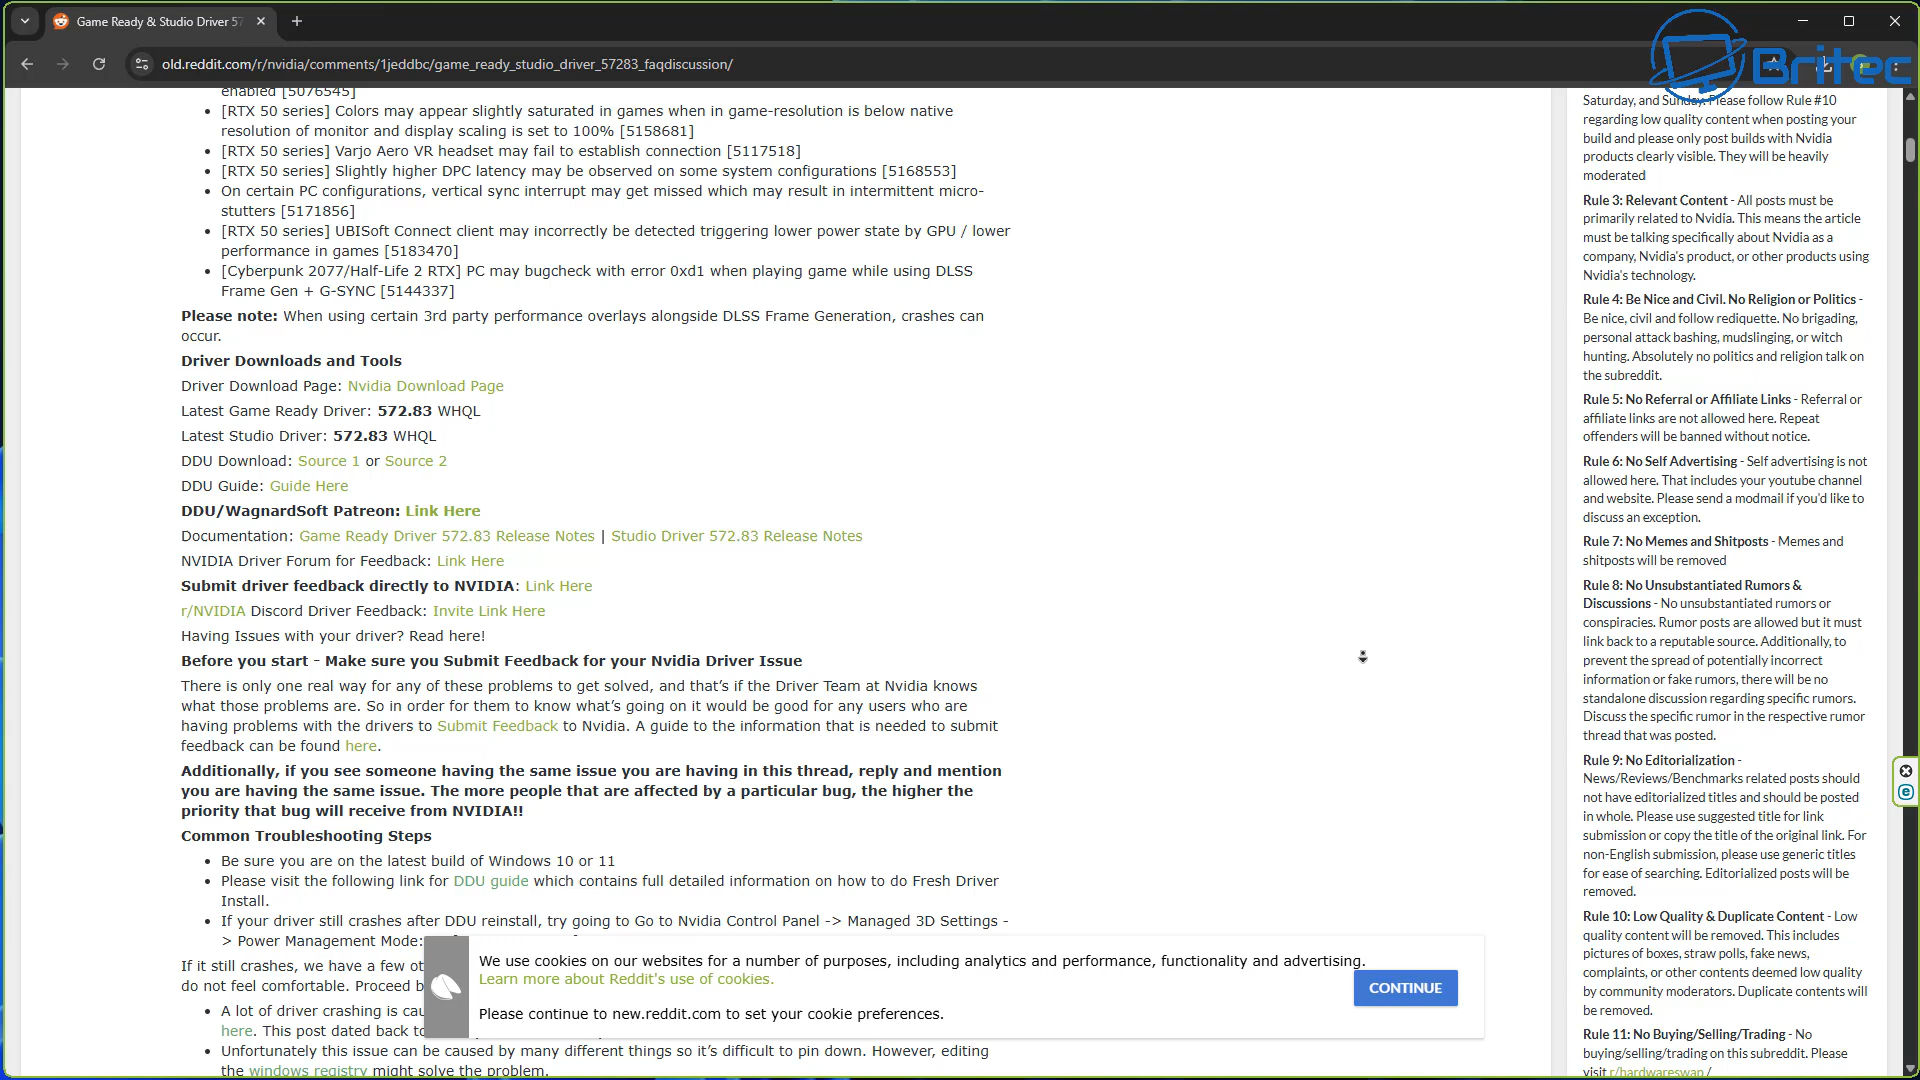 Game Ready & Studio Driver 57
Britec
old.reddit.com/r/nvidia/comments/1jeddbc/game_ready_studio_driver_57283_faqdiscussion/
enabled [5076545]
[RTX 50 series] Colors may appear slightly saturated in games when in game-resolution is below native
resolution of monitor and display scaling is set to 100% [5158681]
[RTX 50 series] Varjo Aero VR headset may fail to establish connection [5117518]
[RTX 50 series] Slightly higher DPC latency may be observed on some system configurations [5168553]
On certain PC configurations, vertical sync interrupt may get missed which may result in intermittent micro-
stutters [5171856]
[RTX 50 series] UBISoft Connect client may incorrectly be detected triggering lower power state by GPU / lower
performance in games [5183470]
[Cyberpunk 2077/Half-Life 2 RTX] PC may bugcheck with error 0xd1 when playing game while using DLSS
Frame Gen + G-SYNC [5144337]
Please note: When using certain 3rd party performance overlays alongside DLSS Frame Generation, crashes can
occur.
Driver Downloads and Tools
Driver Download Page: Nvidia Download Page
Latest Game Ready Driver: 572.83 WHQL
Latest Studio Driver: 572.83 WHQL
DDU Download: Source 1 or Source 2
DDU Guide: Guide Here
DDU/WagnardSoft Patreon: Link Here
Documentation: Game Ready Driver 572.83 Release Notes | Studio Driver 572.83 Release Notes
NVIDIA Driver Forum for Feedback: Link Here
Submit driver feedback directly to NVIDIA: Link Here
r/NVIDIA Discord Driver Feedback: Invite Link Here
Having Issues with your driver? Read here!
Before you start - Make sure you Submit Feedback for your Nvidia Driver Issue
There is only one real way for any of these problems to get solved, and that’s if the Driver Team at Nvidia knows
what those problems are. So in order for them to know what’s going on it would be good for any users who are
having problems with the drivers to Submit Feedback to Nvidia. A guide to the information that is needed to submit
feedback can be found here.
Additionally, if you see someone having the same issue you are having in this thread, reply and mention
you are having the same issue. The more people that are affected by a particular bug, the higher the
priority that bug will receive from NVIDIA!!
Common Troubleshooting Steps
Be sure you are on the latest build of Windows 10 or 11
Please visit the following link for DDU guide which contains full detailed information on how to do Fresh Driver
Install.
If your driver still crashes after DDU reinstall, try going to Go to Nvidia Control Panel -> Managed 3D Settings -
> Power Management Mode:
If it still crashes, we have a few ot
do not feel comfortable. Proceed b
A lot of driver crashing is cau
here. This post dated back to
Unfortunately this issue can be caused by many different things so it’s difficult to pin down. However, editing
the windows registry might solve the problem.
We use cookies on our websites for a number of purposes, including analytics and performance, functionality and advertising.
Learn more about Reddit's use of cookies.
Please continue to new.reddit.com to set your cookie preferences.
CONTINUE
Saturday, and Sunday. Please follow Rule #10
regarding low quality content when posting your
build and please only post builds with Nvidia
products clearly visible. They will be heavily
moderated
Rule 3: Relevant Content - All posts must be
primarily related to Nvidia. This means the article
must be talking specifically about Nvidia as a
company, Nvidia's product, or other products using
Nvidia's technology.
Rule 4: Be Nice and Civil. No Religion or Politics -
Be nice, civil and follow rediquette. No brigading,
personal attack bashing, mudslinging, or witch
hunting. Absolutely no politics and religion talk on
the subreddit.
Rule 5: No Referral or Affiliate Links - Referral or
affiliate links are not allowed here. Repeat
offenders will be banned without notice.
Rule 6: No Self Advertising - Self advertising is not
allowed here. That includes your youtube channel
and website. Please send a modmail if you'd like to
discuss an exception.
Rule 7: No Memes and Shitposts - Memes and
shitposts will be removed
Rule 8: No Unsubstantiated Rumors &
Discussions - No unsubstantiated rumors or
conspiracies. Rumor posts are allowed but it must
link back to a reputable source. Additionally, to
prevent the spread of potentially incorrect
information or fake rumors, there will be no
standalone discussion regarding specific rumors.
Discuss the specific rumor in the respective rumor
thread that was posted.
Rule 9: No Editorialization -
News/Reviews/Benchmarks related posts should
not have editorialized titles and should be posted
in whole. Please use suggested title for link
submission or copy the title of the original link. For
non-English submission, please use generic titles
for ease of searching. Editorialized posts will be
removed.
Rule 10: Low Quality & Duplicate Content - Low
quality content will be removed. This includes
pictures of boxes, straw polls, fake news,
complaints, or other contents deemed low quality
by community moderators. Duplicate contents will
be removed.
Rule 11: No Buying/Selling/Trading - No
buying/selling/trading on this subreddit. Please
visit r/hardwareswap /